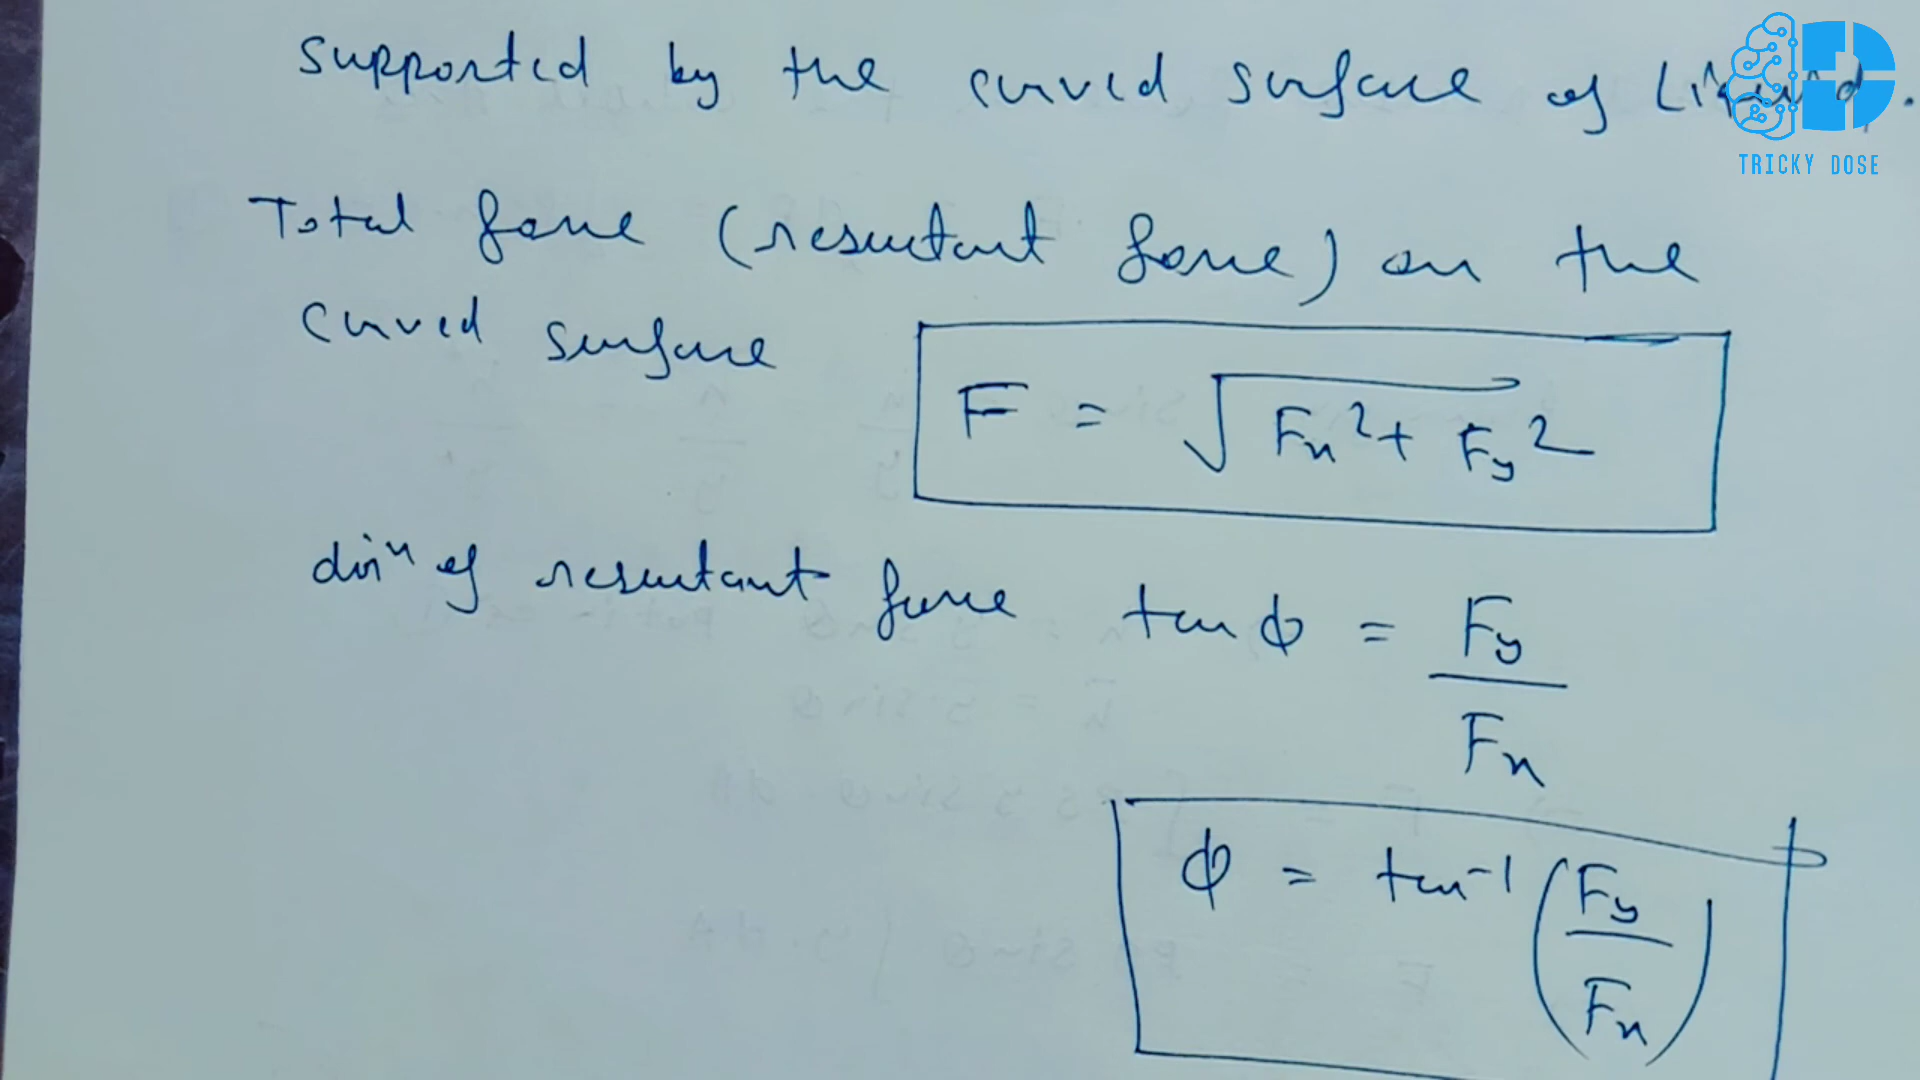 supported by the curved surface of Liquid.
TRICKY DOSE
Total force (resultant force) on the
curved surface
F = √Fx² + Fy²
dirⁿ of resultant force tan ϕ = Fy / Fx
ϕ = tan⁻¹ (Fy / Fx)